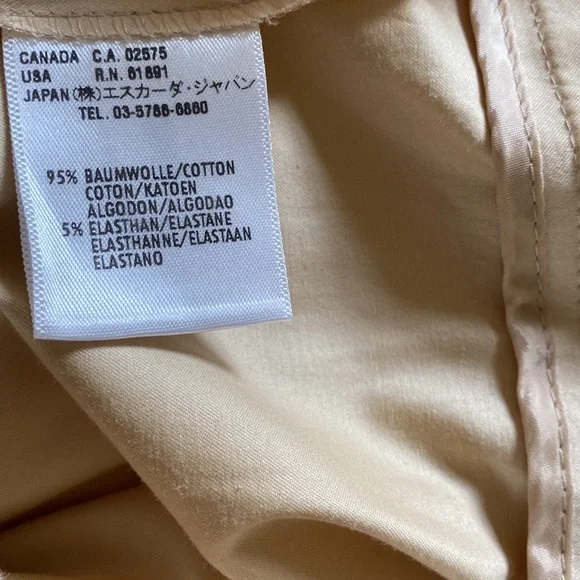 CANADA C.A. 02575
USA R.N. 61891
JAPAN(株)エスカーダ・ジャパン
TEL. 03-5786-6860
95% BAUMWOLLE/COTTON
COTON/KATOEN
ALGODON/ALGODAO
5% ELASTHAN/ELASTANE
ELASTHANNE/ELASTAAN
ELASTANO